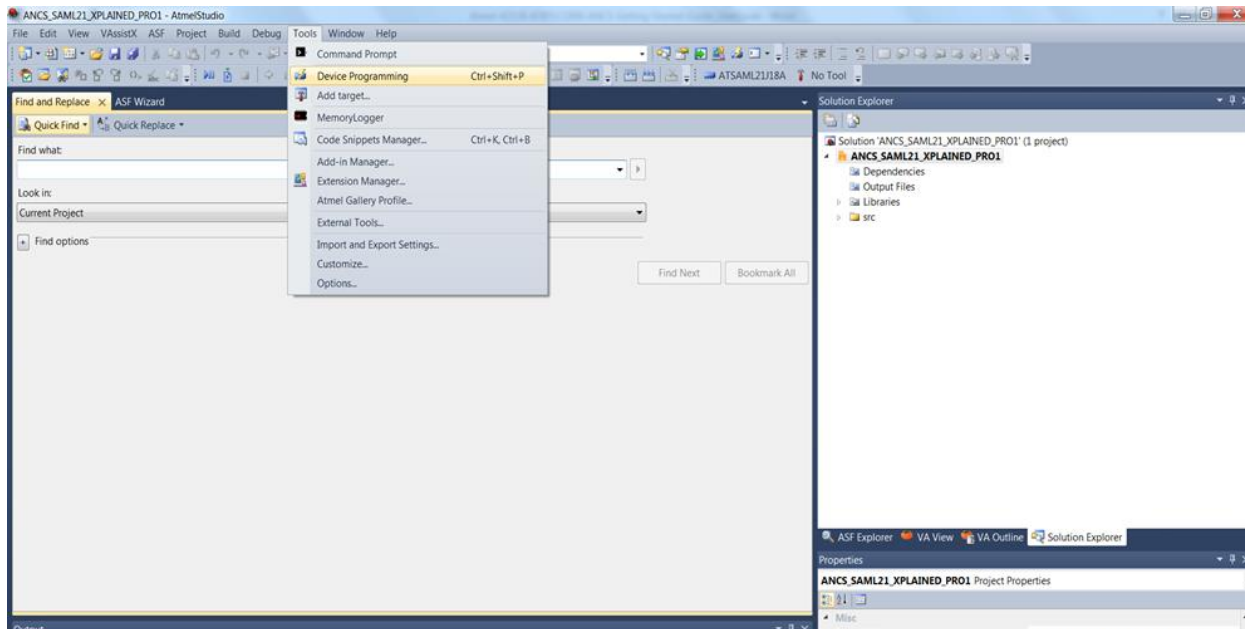 ANCS_SAML21_XPLAINED_PRO1 - AtmelStudio
File Edit View VAssistX ASF Project Build Debug Tools Window Help
Command Prompt
Device Programming Ctrl+Shift+P
Add target...
MemoryLogger
Code Snippets Manager... Ctrl+K, Ctrl+B
Add-in Manager...
Extension Manager...
Atmel Gallery Profile...
External Tools...
Import and Export Settings...
Customize...
Options...
ATSAML21J18A No Tool
Find and Replace ASF Wizard
Quick Find Quick Replace
Find what:
Look in:
Current Project
Find options
Find Next Bookmark All
Solution Explorer
Solution 'ANCS_SAML21_XPLAINED_PRO1' (1 project)
ANCS_SAML21_XPLAINED_PRO1
Dependencies
Output Files
Libraries
src
ASF Explorer VA View VA Outline Solution Explorer
Properties
ANCS_SAML21_XPLAINED_PRO1 Project Properties
Misc
Output